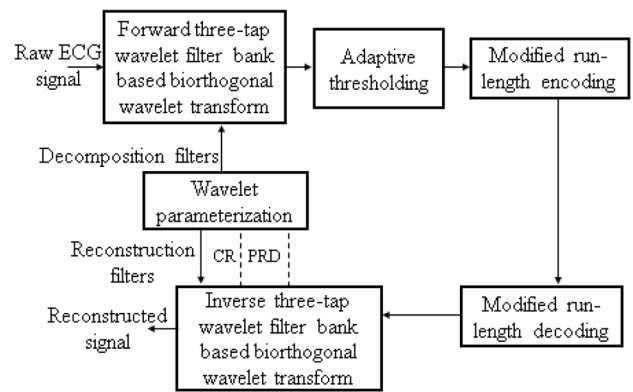 Raw ECG
signal
Forward three-tap
wavelet filter bank
based biorthogonal
wavelet transform
Adaptive
thresholding
Modified run-
length encoding
Decomposition filters
Wavelet
parameterization
Reconstruction
filters
CR
PRD
Reconstructed
signal
Inverse three-tap
wavelet filter bank
based biorthogonal
wavelet transform
Modified run-
length decoding